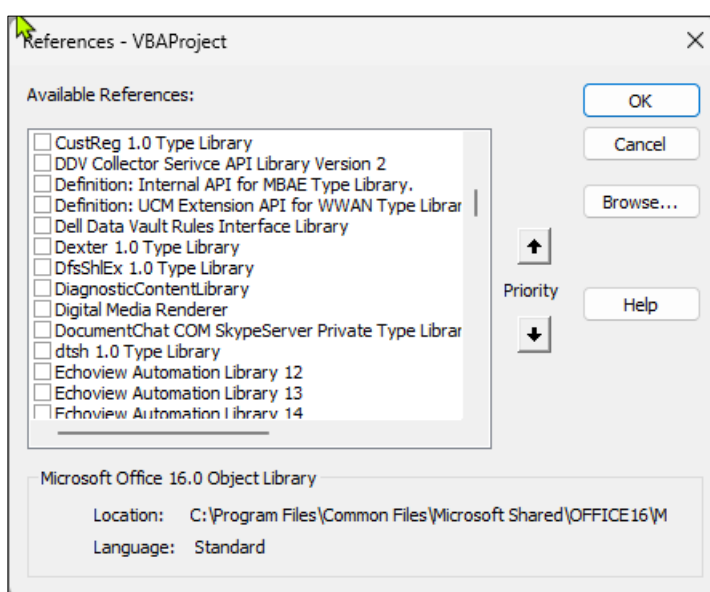 References - VBAProject
Available References:
CustReg 1.0 Type Library
DDV Collector Serivce API Library Version 2
Definition: Internal API for MBAE Type Library.
Definition: UCM Extension API for WWAN Type Librar
Dell Data Vault Rules Interface Library
Dexter 1.0 Type Library
DfsShlEx 1.0 Type Library
DiagnosticContentLibrary
Digital Media Renderer
DocumentChat COM SkypeServer Private Type Librar
dtsh 1.0 Type Library
Echoview Automation Library 12
Echoview Automation Library 13
Echoview Automation Library 14
OK
Cancel
Browse...
Priority
Help
Microsoft Office 16.0 Object Library
Location: C:\Program Files\Common Files\Microsoft Shared\OFFICE16\M
Language: Standard